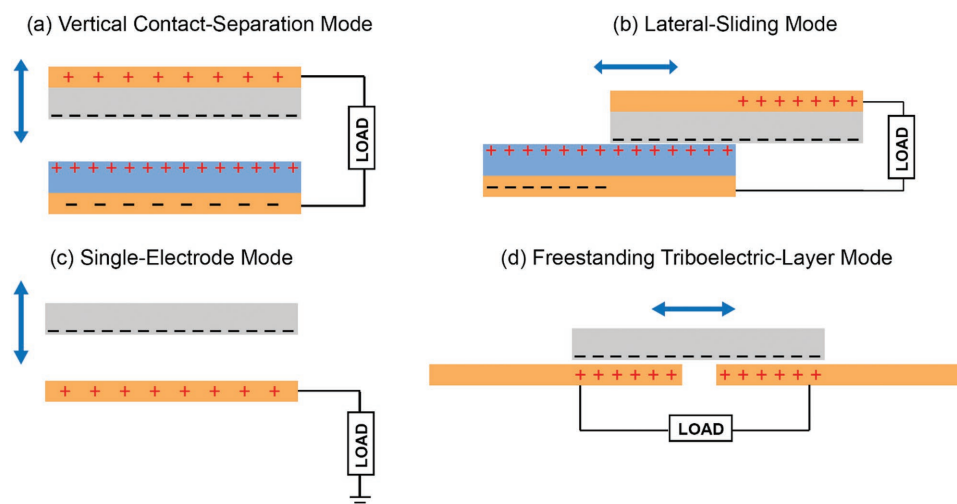 (a) Vertical Contact-Separation Mode
LOAD
(b) Lateral-Sliding Mode
LOAD
(c) Single-Electrode Mode
LOAD
(d) Freestanding Triboelectric-Layer Mode
LOAD